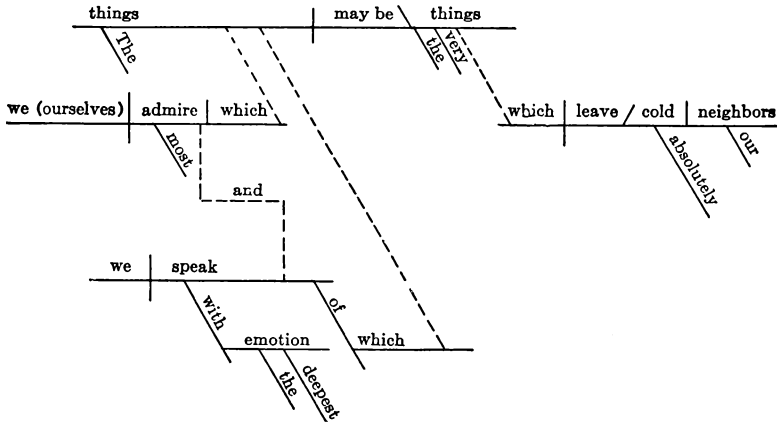 things may be things
The the very
we (ourselves) admire which which leave cold neighbors
most absolutely our
and
we speak
with of
emotion which
the deepest